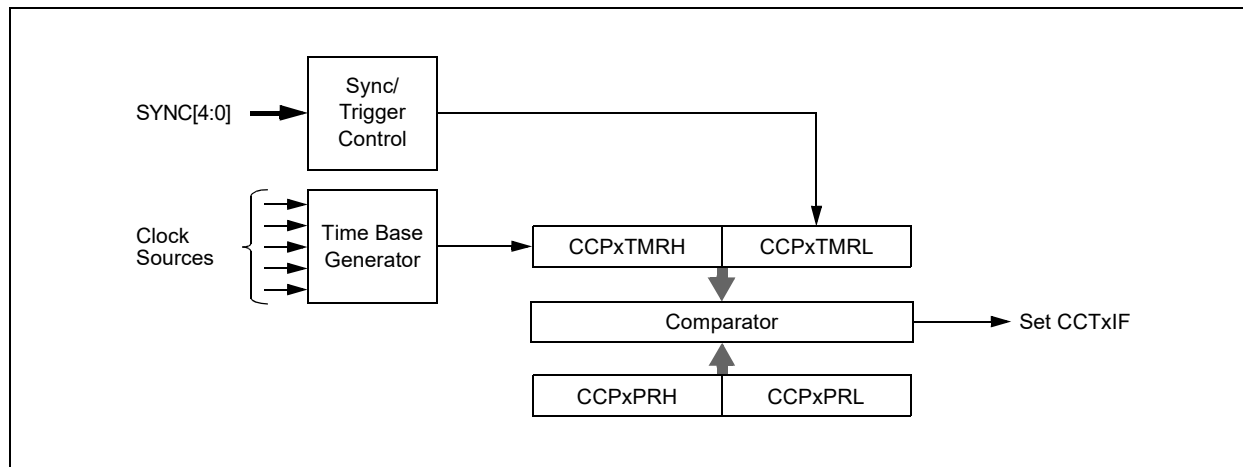 SYNC[4:0]
Sync/
Trigger
Control
Clock
Sources
Time Base
Generator
CCPxTMRH
CCPxTMRL
Comparator
Set CCTxIF
CCPxPRH
CCPxPRL